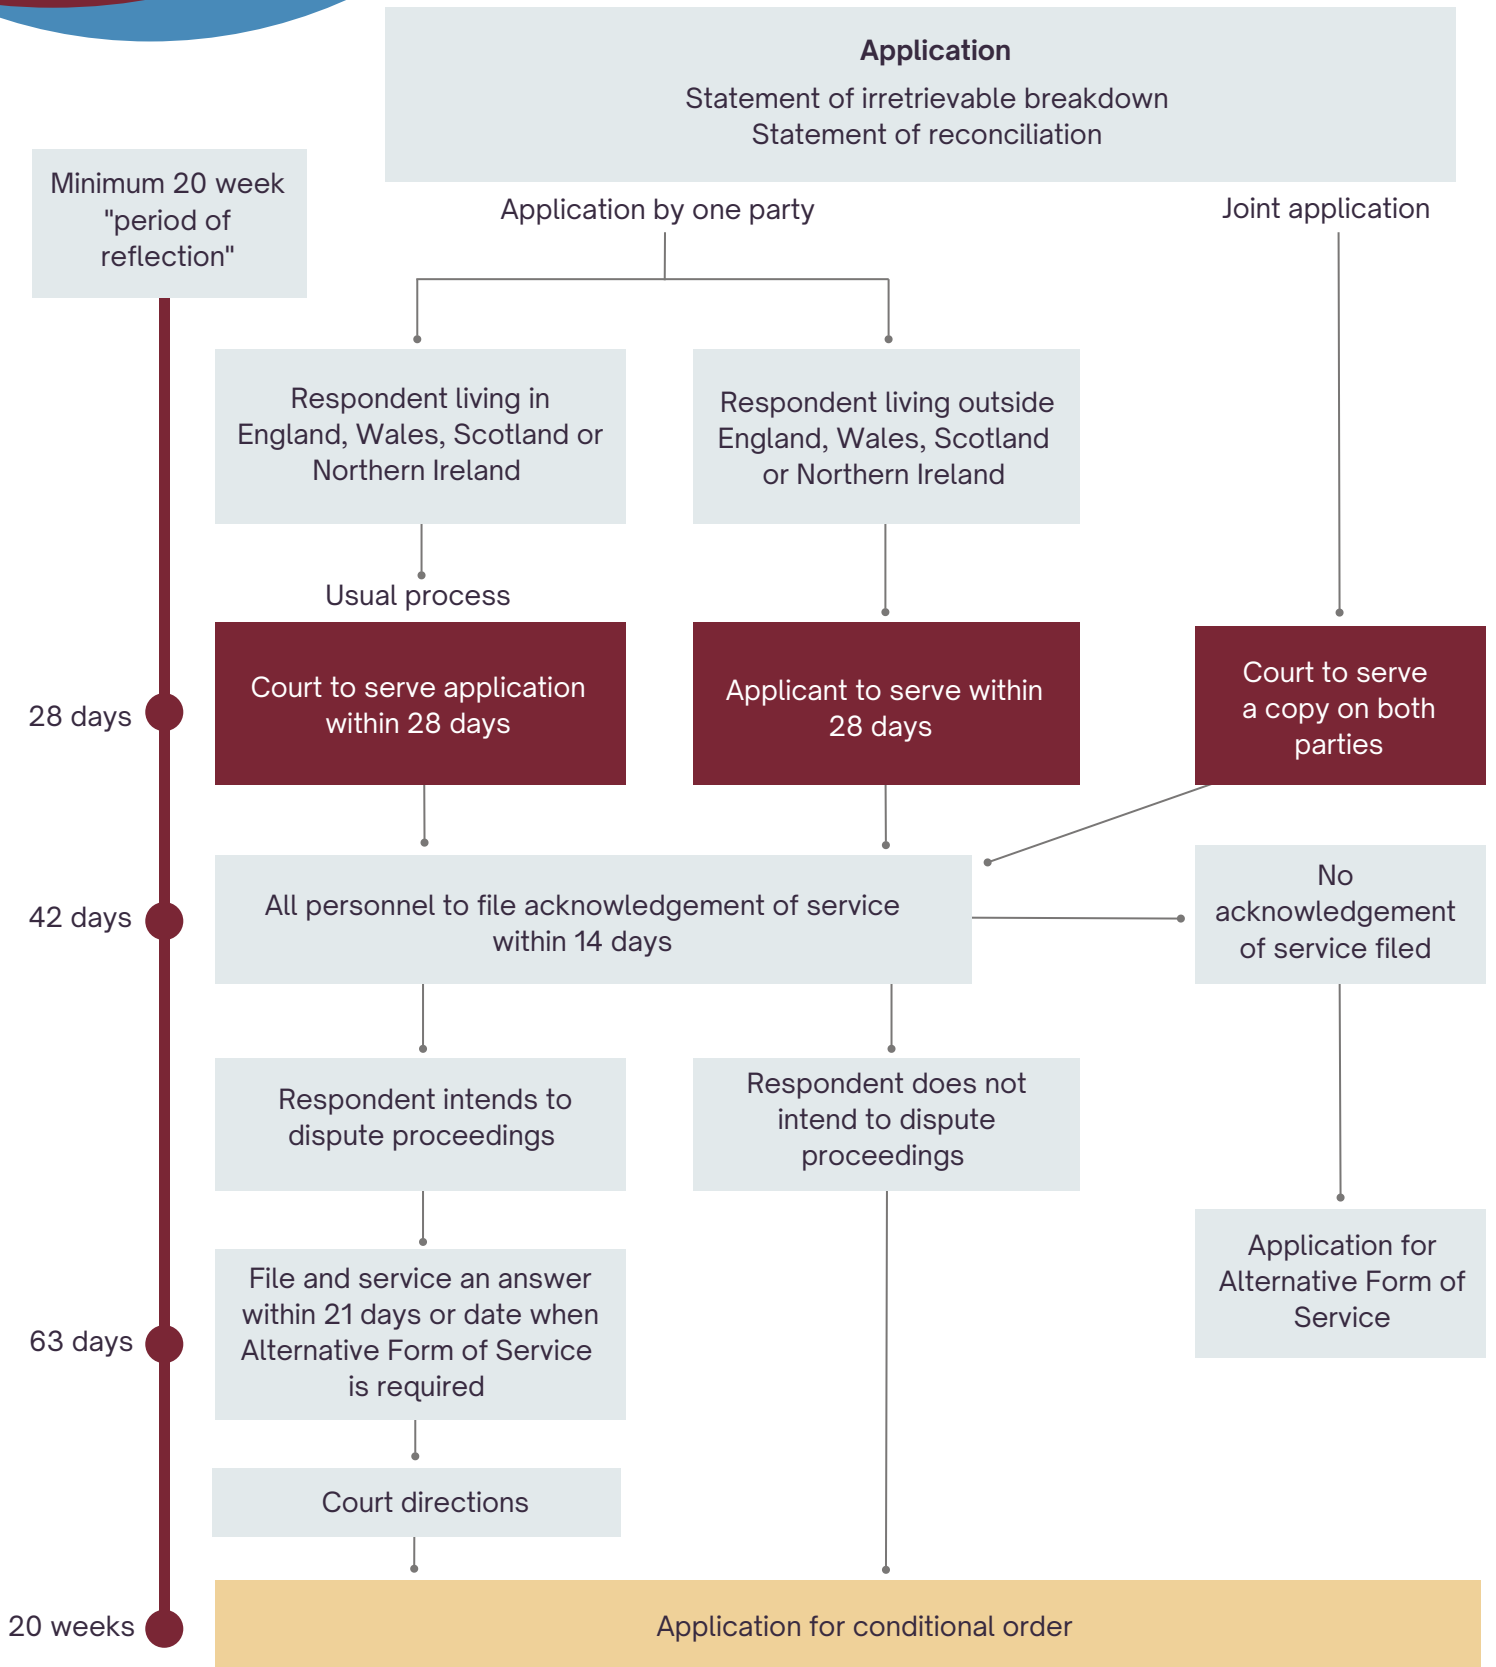 Application
Statement of irretrievable breakdown
Statement of reconciliation
Minimum 20 week
"period of
reflection"
Application by one party
Joint application
Respondent living in
England, Wales, Scotland or
Northern Ireland
Respondent living outside
England, Wales, Scotland
or Northern Ireland
Usual process
28 days
Court to serve application
within 28 days
Applicant to serve within
28 days
Court to serve
a copy on both
parties
42 days
All personnel to file acknowledgement of service
within 14 days
No
acknowledgement
of service filed
Respondent intends to
dispute proceedings
Respondent does not
intend to dispute
proceedings
63 days
File and service an answer
within 21 days or date when
Alternative Form of Service
is required
Application for
Alternative Form of
Service
Court directions
20 weeks
Application for conditional order